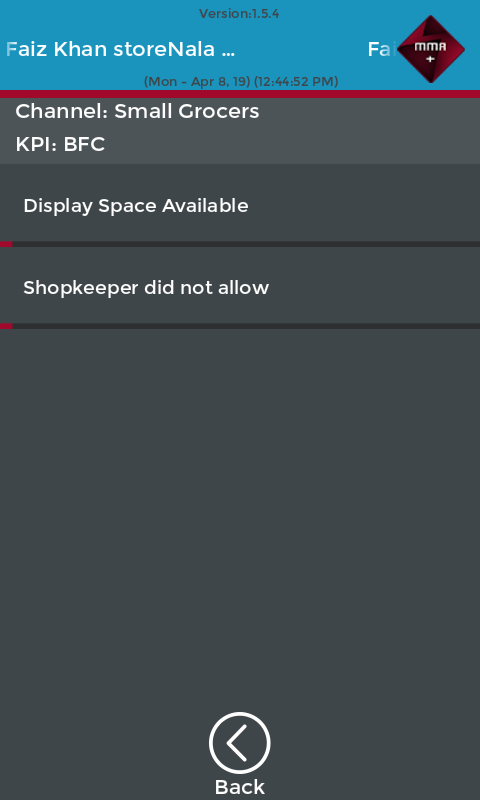 Version:1.5.4
Faiz Khan storeNala ... Fai
MMA
+
(Mon - Apr 8, 19) (12:44:52 PM)
Channel: Small Grocers
KPI: BFC
Display Space Available
Shopkeeper did not allow
Back